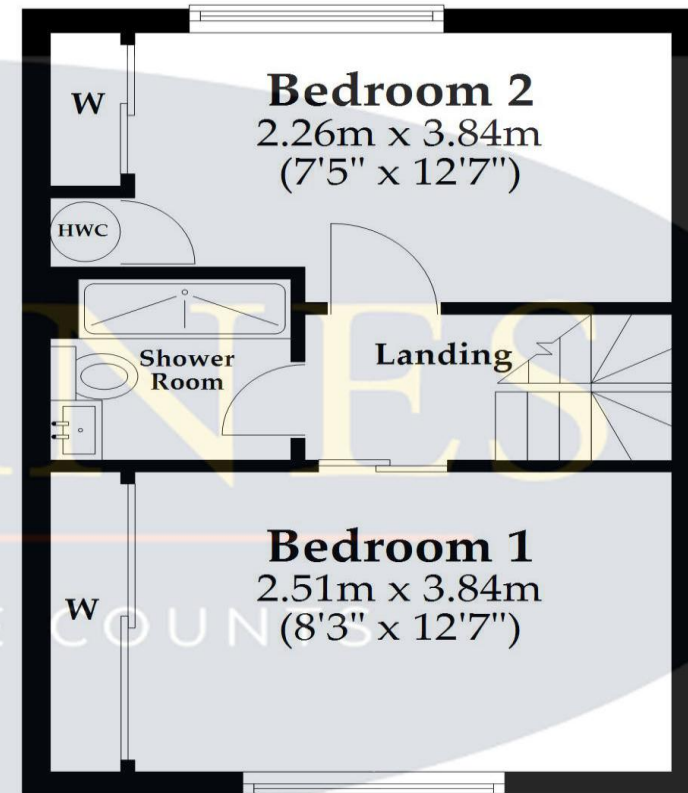 W
Bedroom 2
2.26m x 3.84m
(7'5" x 12'7")
HWC
Shower
Room
Landing
Bedroom 1
2.51m x 3.84m
(8'3" x 12'7")
W
COUNTS